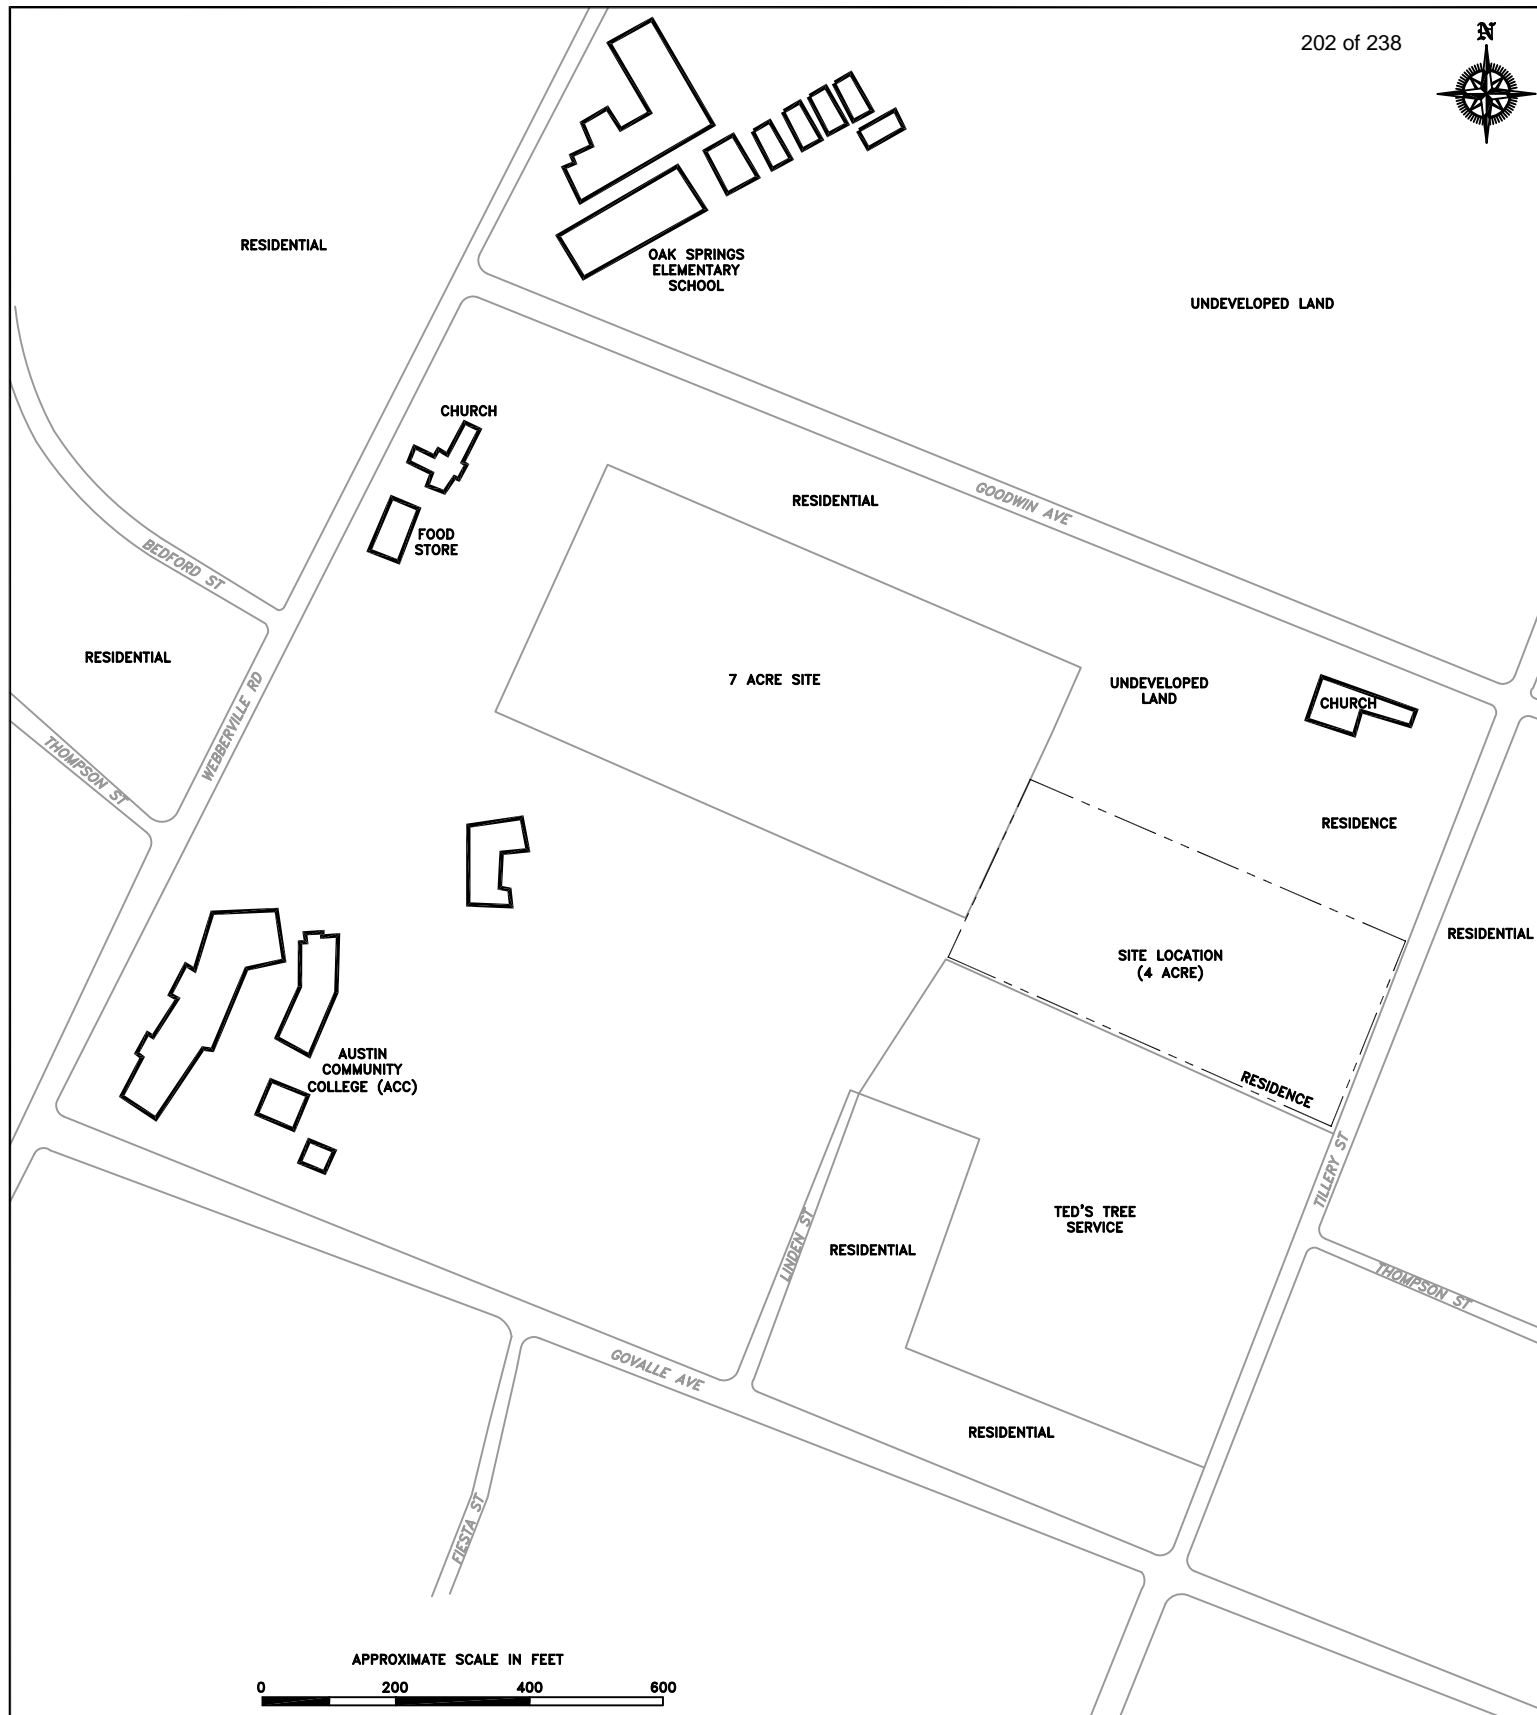 202 of 238
N
RESIDENTIAL
OAK SPRINGS
ELEMENTARY
SCHOOL
UNDEVELOPED LAND
CHURCH
RESIDENTIAL
GOODWIN AVE
FOOD
STORE
BEDFORD ST
RESIDENTIAL
WEBBERVILLE RD
THOMPSON ST
7 ACRE SITE
UNDEVELOPED
LAND
CHURCH
RESIDENCE
RESIDENTIAL
SITE LOCATION
(4 ACRE)
RESIDENCE
AUSTIN
COMMUNITY
COLLEGE (ACC)
TILLERY ST
TED'S TREE
SERVICE
LINDEN ST
RESIDENTIAL
THOMPSON ST
GOVALLE AVE
RESIDENTIAL
FIESTA ST
APPROXIMATE SCALE IN FEET
0 200 400 600